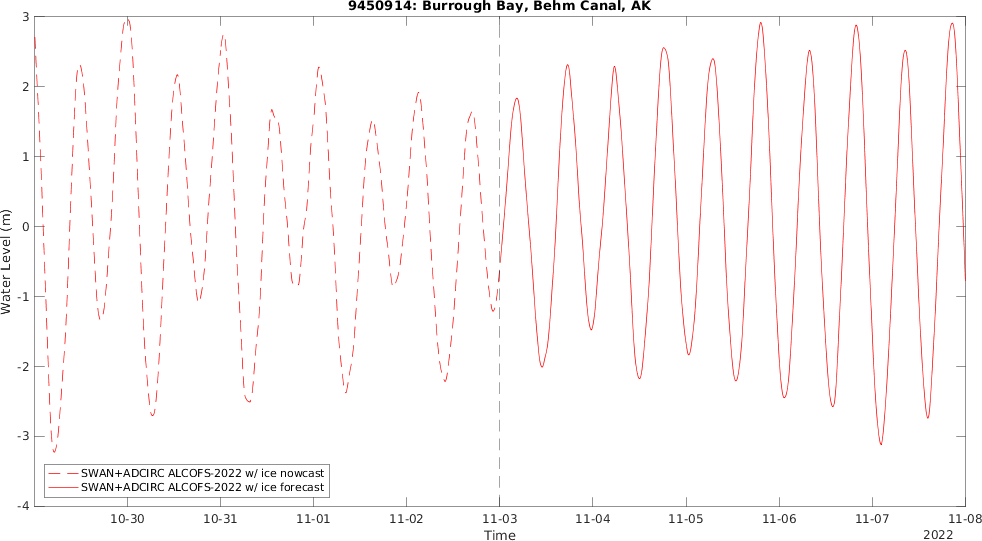 9450914: Burrough Bay, Behm Canal, AK
3
2
1
0
-1
-2
-3
-4
Water Level (m)
SWAN+ADCIRC ALCOFS-2022 w/ ice nowcast
SWAN+ADCIRC ALCOFS-2022 w/ ice forecast
10-30 10-31 11-01 11-02 11-03 11-04 11-05 11-06 11-07 11-08
Time
2022